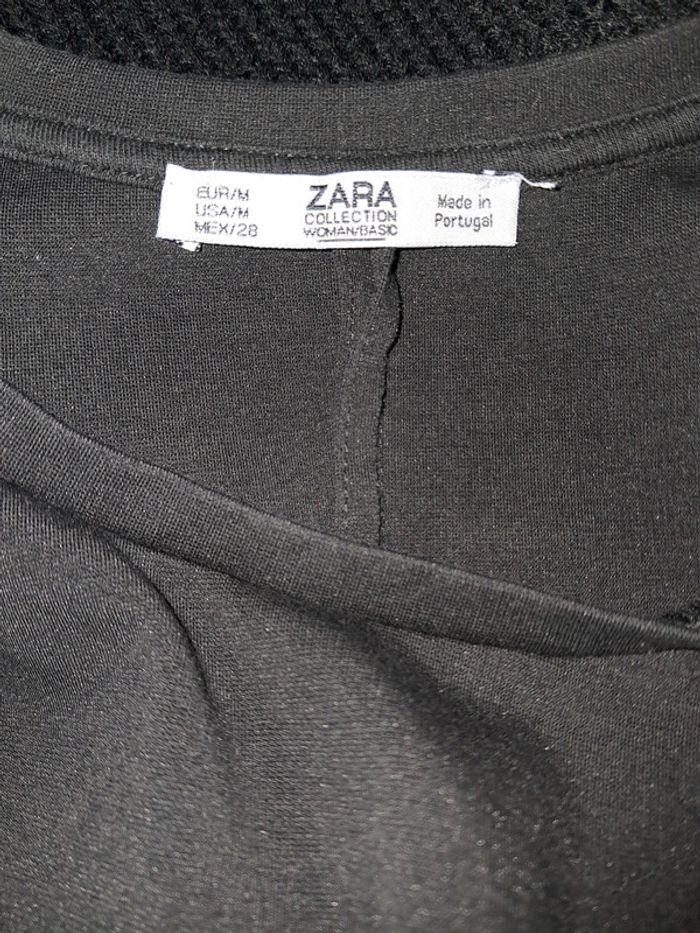 EUR/M
USA/M
MEX/28
ZARA
COLLECTION
WOMAN/BASIC
Made in
Portugal